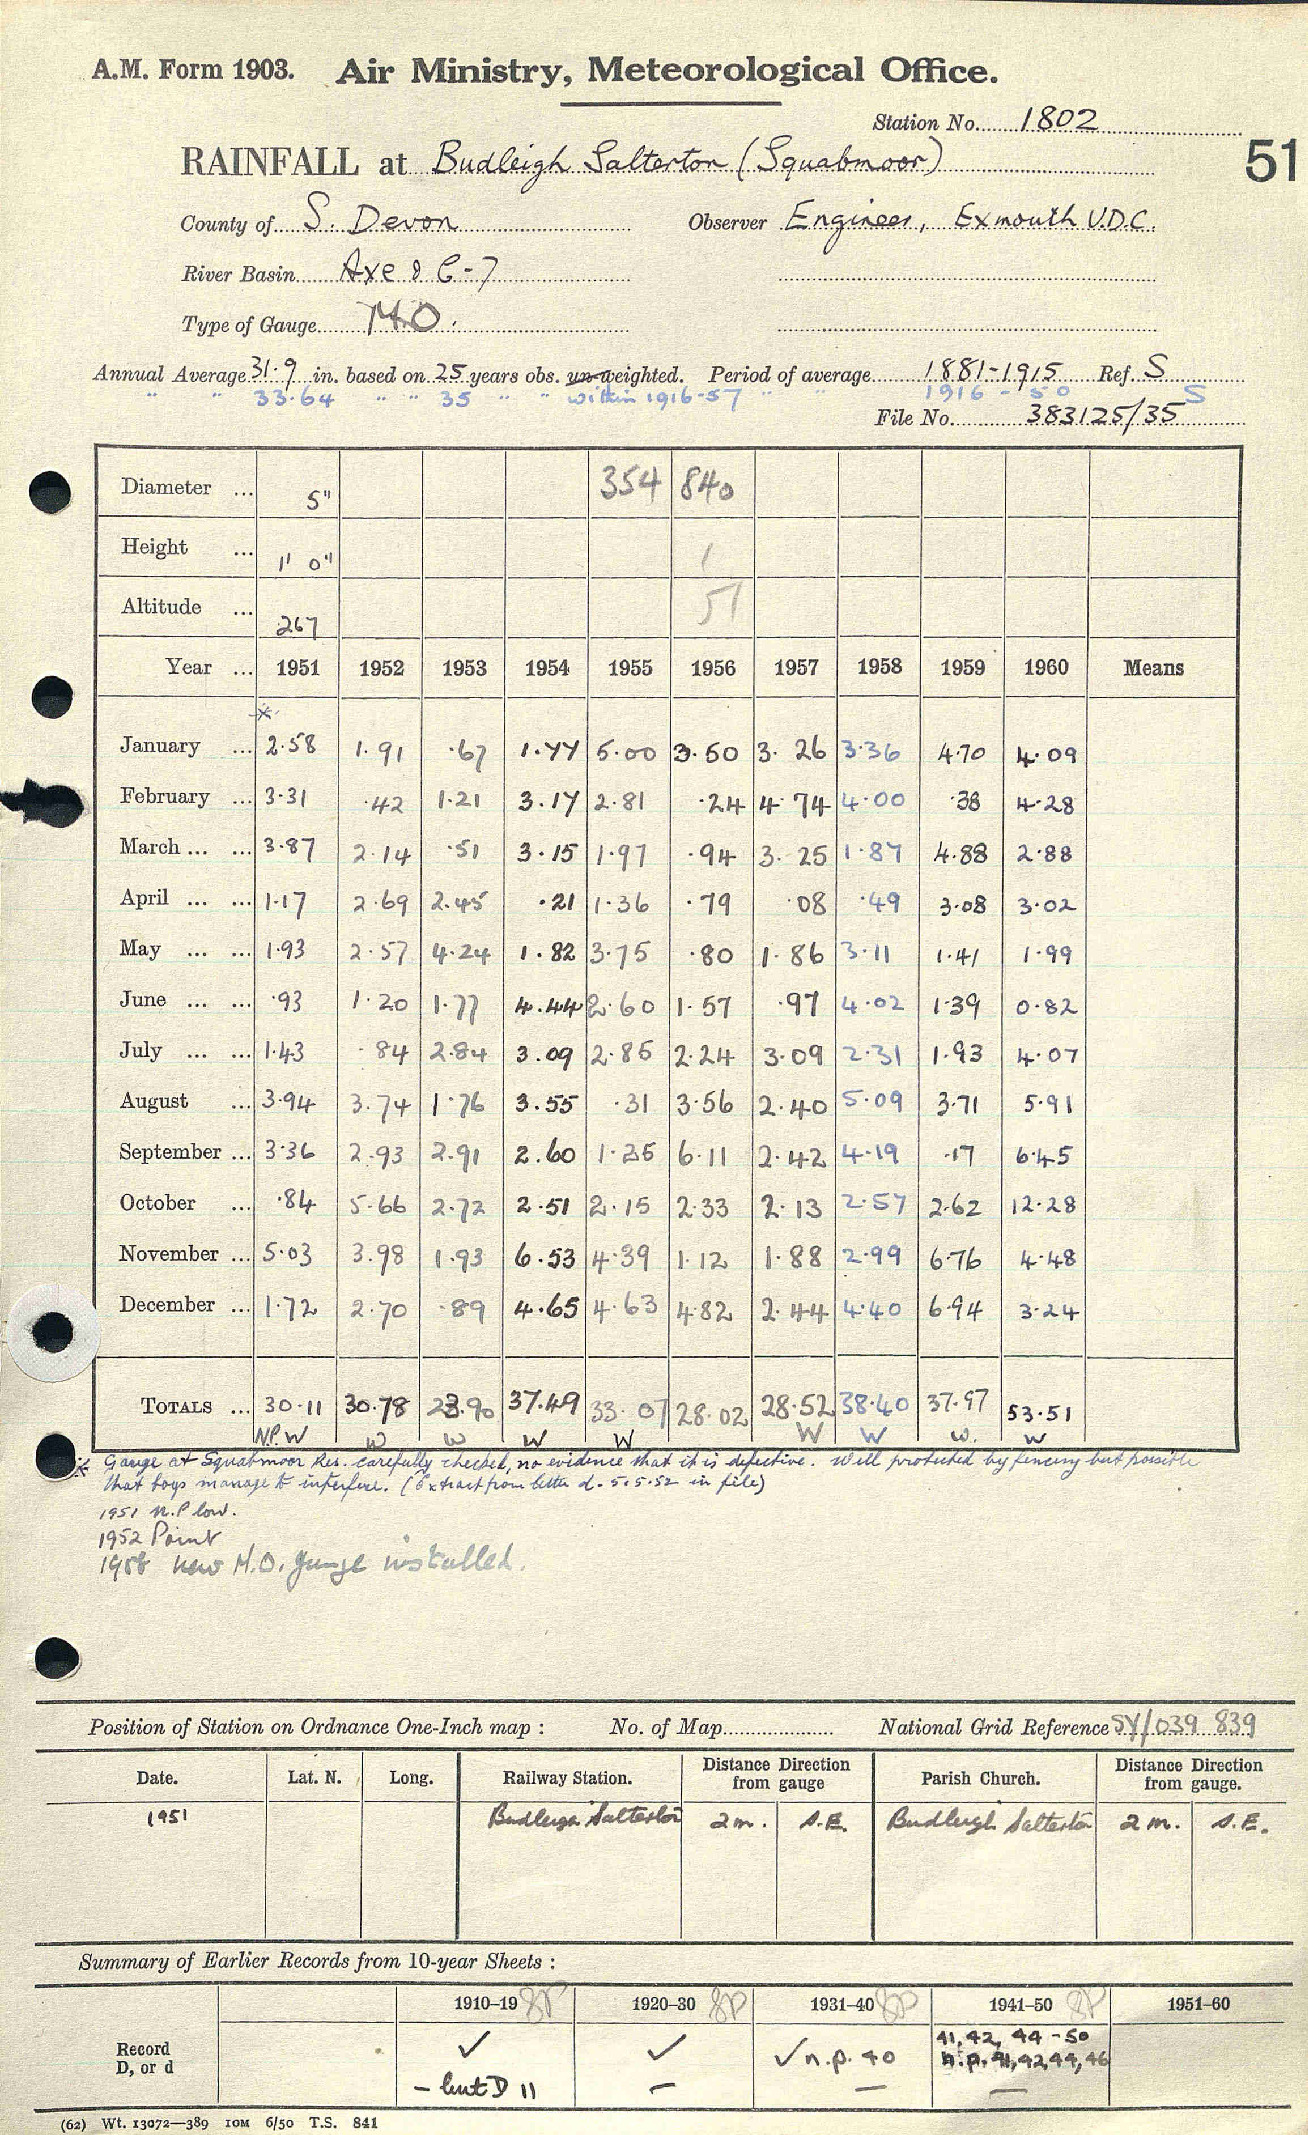 A.M. Form 1903. Air Ministry, Meteorological Office.
Station No. 1802
RAINFALL at Budleigh Salterton (Squabmoor) 51
County of S. Devon Observer Engineer, Exmouth U.D.C.
River Basin Axe & C-7
Type of Gauge M.O.
Annual Average 31.9 in. based on 25 years obs. un-weighted. Period of average 1881-1915 Ref. S
" " 33.64 " " 35 " " within 1916-57 " " 1916-50 S
File No. 383125/35
Diameter ... 5" 354 840
Height ... 1' 0" 1
Altitude ... 267 51
Year ... 1951 1952 1953 1954 1955 1956 1957 1958 1959 1960 Means
*
January ... 2.58 1.91 .67 1.77 5.00 3.50 3.26 3.36 4.70 4.09
February ... 3.31 .42 1.21 3.17 2.81 .24 4.74 4.00 .38 4.28
March ... ... 3.87 2.14 .51 3.15 1.97 .94 3.25 1.87 4.88 2.88
April ... ... 1.17 2.69 2.45 .21 1.36 .79 .08 .49 3.08 3.02
May ... ... 1.93 2.57 4.24 1.82 3.75 .80 1.86 3.11 1.41 1.99
June ... ... .93 1.20 1.77 4.44 2.60 1.57 .97 4.02 1.39 0.82
July ... ... 1.43 .84 2.84 3.09 2.85 2.24 3.09 2.31 1.93 4.07
August ... 3.94 3.74 1.76 3.55 .31 3.56 2.40 5.09 3.71 5.91
September ... 3.36 2.93 2.91 2.60 1.25 6.11 2.42 4.19 .17 6.45
October ... .84 5.66 2.72 2.51 2.15 2.33 2.13 2.57 2.62 12.28
November ... 5.03 3.98 1.93 6.53 4.39 1.12 1.88 2.99 6.76 4.48
December ... 1.72 2.70 .89 4.65 4.63 4.82 2.44 4.40 6.94 3.24
TOTALS ... 30.11 30.78 23.90 37.49 33.07 28.02 28.52 38.40 37.97 53.51
N.P. W W W W W W W W. W
* Gauge at Squabmoor Res. carefully checked, no evidence that it is defective. Well protected by fencing but possible
that boys manage to interfere. (Extract from letter d. 5.5.52 in file)
1951 N.P low.
1952 Point
1958 new M.O. gauge installed.
Position of Station on Ordnance One-Inch map : No. of Map National Grid Reference SY/039 839
Date. Lat. N. Long. Railway Station. Distance Direction from gauge Parish Church. Distance Direction from gauge.
1951 Budleigh Salterton 2 m. S.E. Budleigh Salterton 2 m. S.E.
Summary of Earlier Records from 10-year Sheets :
1910-19 SP 1920-30 SP 1931-40 SP 1941-50 SP 1951-60
Record D, or d ✓ ✓ ✓ n.p. 40 41, 42, 44-50
n.p. 41, 42, 44, 46
- but D 11 — — —
(62) Wt. 13072—389 10M 6/50 T.S. 841